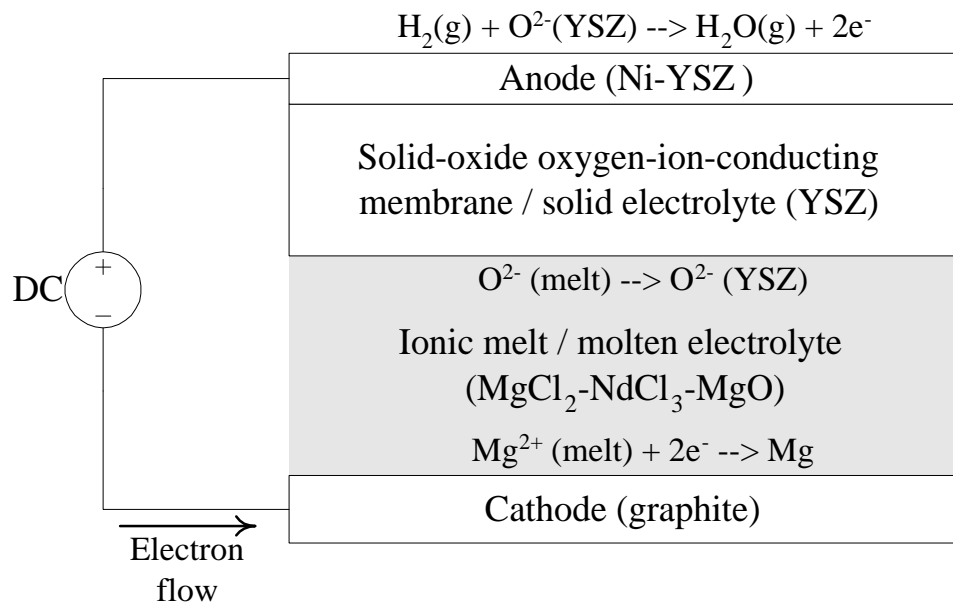 H₂(g) + O²⁻(YSZ) --> H₂O(g) + 2e⁻
Anode (Ni-YSZ )
Solid-oxide oxygen-ion-conducting
membrane / solid electrolyte (YSZ)
+
DC
−
O²⁻ (melt) --> O²⁻ (YSZ)
Ionic melt / molten electrolyte
(MgCl₂-NdCl₃-MgO)
Mg²⁺ (melt) + 2e⁻ --> Mg
Cathode (graphite)
Electron
flow